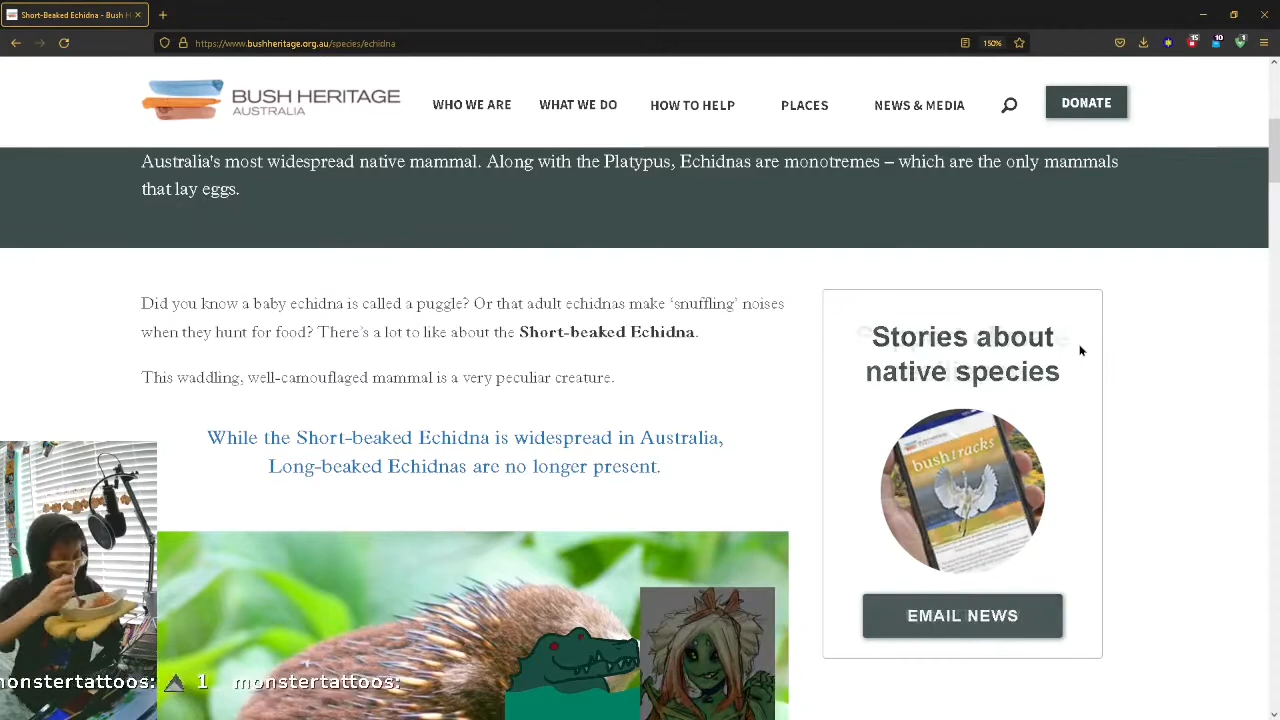 Short-Beaked Echidna - Bush H
https://www.bushheritage.org.au/species/echidna
150%
15
10
1
BUSH HERITAGE
AUSTRALIA
WHO WE ARE
WHAT WE DO
HOW TO HELP
PLACES
NEWS & MEDIA
DONATE
Australia's most widespread native mammal. Along with the Platypus, Echidnas are monotremes – which are the only mammals
that lay eggs.
Did you know a baby echidna is called a puggle? Or that adult echidnas make ‘snuffling’ noises
when they hunt for food? There’s a lot to like about the Short-beaked Echidna.
This waddling, well-camouflaged mammal is a very peculiar creature.
While the Short-beaked Echidna is widespread in Australia,
Long-beaked Echidnas are no longer present.
Stories about
native species
bushtracks
EMAIL NEWS
monstertattoos: 1 monstertattoos: